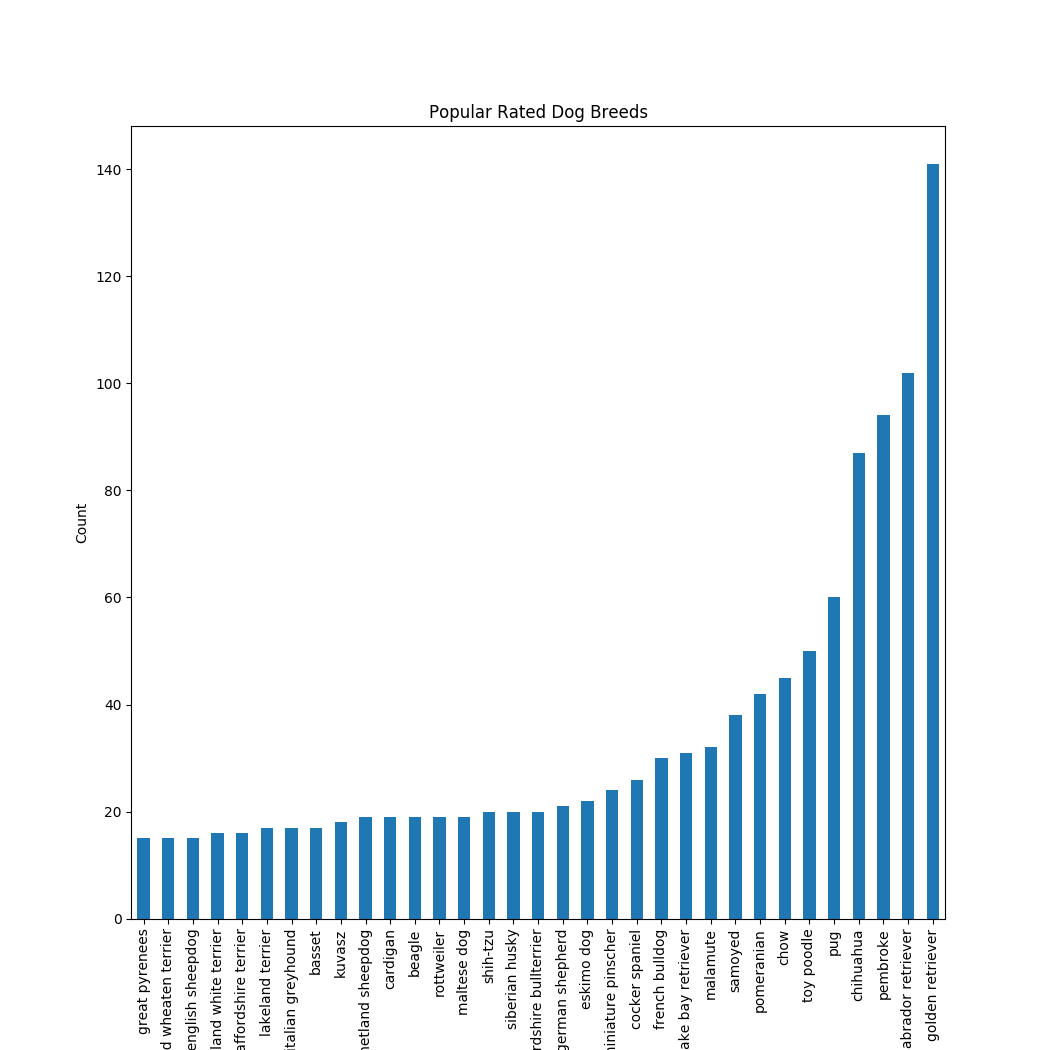 Popular Rated Dog Breeds
140
120
100
80
60
40
20
0
Count
great pyrenees
d wheaten terrier
english sheepdog
land white terrier
affordshire terrier
lakeland terrier
italian greyhound
basset
kuvasz
hetland sheepdog
cardigan
beagle
rottweiler
maltese dog
shih-tzu
siberian husky
rdshire bullterrier
german shepherd
eskimo dog
miniature pinscher
cocker spaniel
french bulldog
ake bay retriever
malamute
samoyed
pomeranian
chow
toy poodle
pug
chihuahua
pembroke
abrador retriever
golden retriever